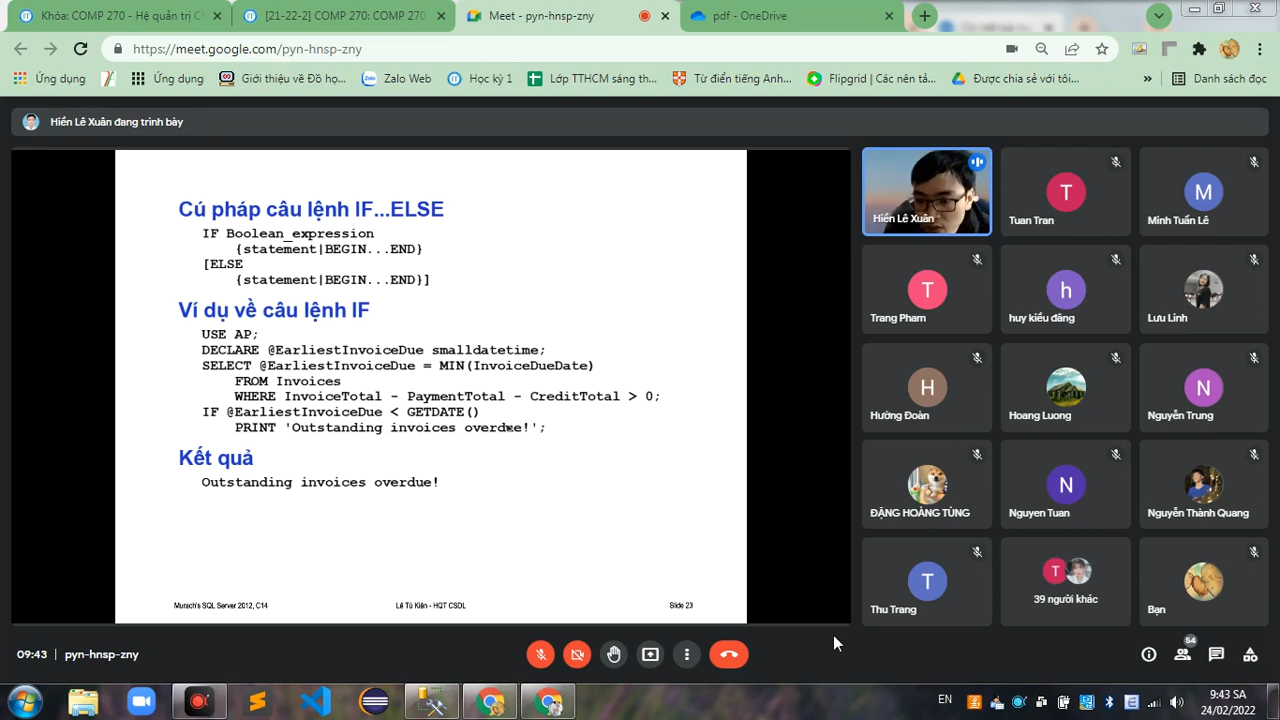 Khóa: COMP 270 - Hệ quản trị CS
[21-22-2] COMP 270: COMP 270
Meet - pyn-hnsp-zny
pdf - OneDrive
https://meet.google.com/pyn-hnsp-zny
Ứng dụng
Ứng dụng
Giới thiệu về Đồ họ...
Zalo Web
Học kỳ 1
Lớp TTHCM sáng th...
Từ điển tiếng Anh...
Flipgrid | Các nên tả...
Được chia sẻ với tôi...
»
Danh sách đọc
Hiển Lê Xuân đang trình bày
Cú pháp câu lệnh IF...ELSE
IF Boolean_expression
{statement|BEGIN...END}
[ELSE
{statement|BEGIN...END}]
Ví dụ về câu lệnh IF
USE AP;
DECLARE @EarliestInvoiceDue smalldatetime;
SELECT @EarliestInvoiceDue = MIN(InvoiceDueDate)
FROM Invoices
WHERE InvoiceTotal - PaymentTotal - CreditTotal > 0;
IF @EarliestInvoiceDue < GETDATE()
PRINT 'Outstanding invoices overdue!';
Kết quả
Outstanding invoices overdue!
Murach's SQL Server 2012, C14
Lê Tú Kiên - HQT CSDL
Slide 23
Hiển Lê Xuân
T
Tuan Tran
M
Minh Tuấn Lê
T
Trang Pham
h
huy kiều đăng
Lưu Linh
H
Hường Đoàn
Hoang Luong
N
Nguyễn Trung
ĐẶNG HOÀNG TÙNG
N
Nguyen Tuan
Nguyễn Thành Quang
T
Thu Trang
T
39 người khác
Bạn
09:43
pyn-hnsp-zny
54
EN
9:43 SA
24/02/2022